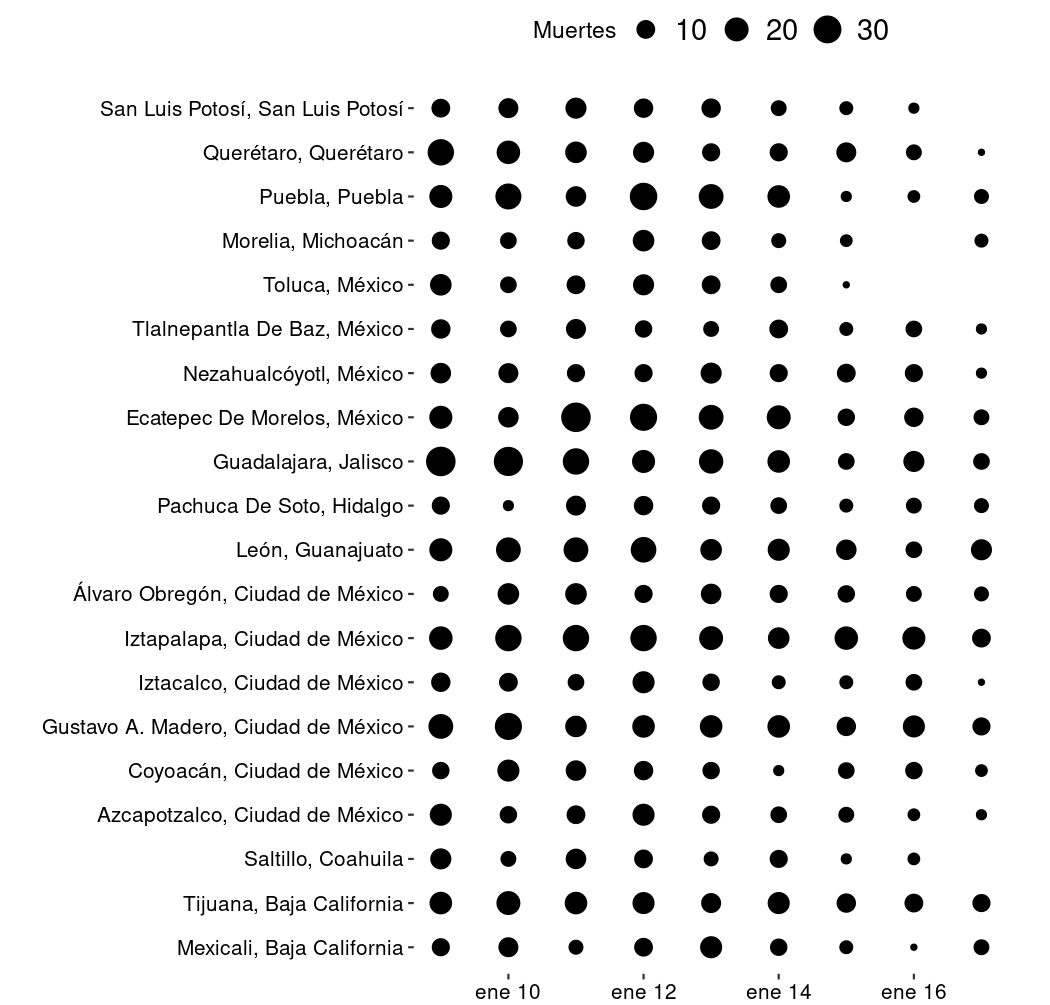 Muertes 10 20 30
San Luis Potosí, San Luis Potosí
Querétaro, Querétaro
Puebla, Puebla
Morelia, Michoacán
Toluca, México
Tlalnepantla De Baz, México
Nezahualcóyotl, México
Ecatepec De Morelos, México
Guadalajara, Jalisco
Pachuca De Soto, Hidalgo
León, Guanajuato
Álvaro Obregón, Ciudad de México
Iztapalapa, Ciudad de México
Iztacalco, Ciudad de México
Gustavo A. Madero, Ciudad de México
Coyoacán, Ciudad de México
Azcapotzalco, Ciudad de México
Saltillo, Coahuila
Tijuana, Baja California
Mexicali, Baja California
ene 10 ene 12 ene 14 ene 16